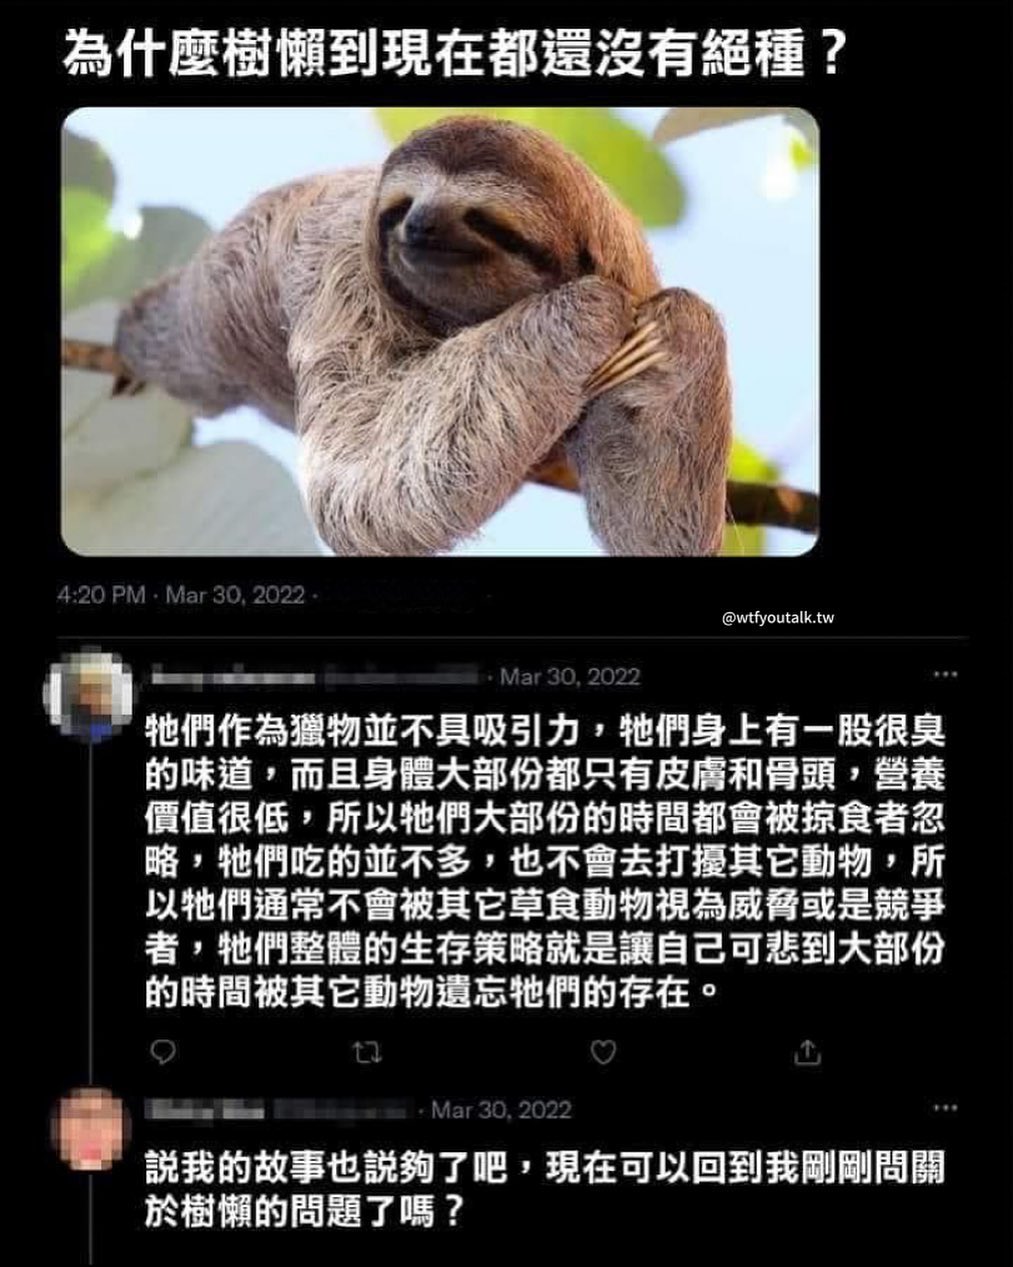 為什麼樹懶到現在都還沒有絕種？
4:20 PM · Mar 30, 2022 ·
@wtfyoutalk.tw
· Mar 30, 2022
牠們作為獵物並不具吸引力，牠們身上有一股很臭
的味道，而且身體大部份都只有皮膚和骨頭，營養
價值很低，所以牠們大部份的時間都會被掠食者忽
略，牠們吃的並不多，也不會去打擾其它動物，所
以牠們通常不會被其它草食動物視為威脅或是競爭
者，牠們整體的生存策略就是讓自己可悲到大部份
的時間被其它動物遺忘牠們的存在。
· Mar 30, 2022
説我的故事也説夠了吧，現在可以回到我剛剛問關
於樹懶的問題了嗎？